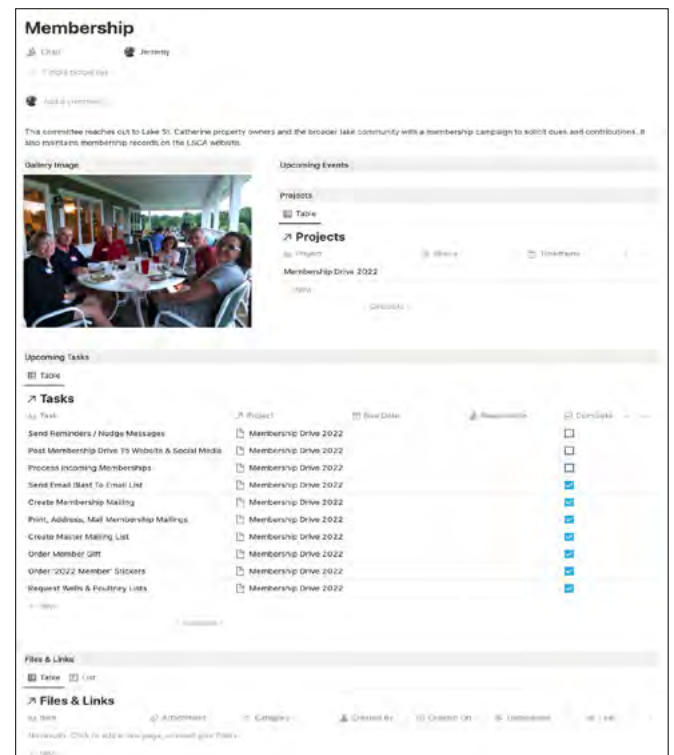 Membership
Chair Jeremy
Add a comment...
This committee reaches out to Lake St. Catherine property owners and the broader lake community with a membership campaign to solicit dues and contributions. It
also maintains membership records on the LSCA website.
Gallery Image
Upcoming Events
Projects
Table
↗ Projects
Project Timeframe
Membership Drive 2022
+ New
Upcoming Tasks
Table
↗ Tasks
Task ↗ Project Due Date Responsible Complete
Send Reminders / Nudge Messages Membership Drive 2022
Post Membership Drive To Website & Social Media Membership Drive 2022
Process Incoming Memberships Membership Drive 2022
Send Email Blast To Email List Membership Drive 2022
Create Membership Mailing Membership Drive 2022
Print, Address, Mail Membership Mailings Membership Drive 2022
Create Master Mailing List Membership Drive 2022
Order Member Gift Membership Drive 2022
Order '2022 Member' Stickers Membership Drive 2022
Request Wells & Poultney Lists Membership Drive 2022
+ New
Files & Links
Table List
↗ Files & Links
Item Attachment Category Created By Created On
+ New